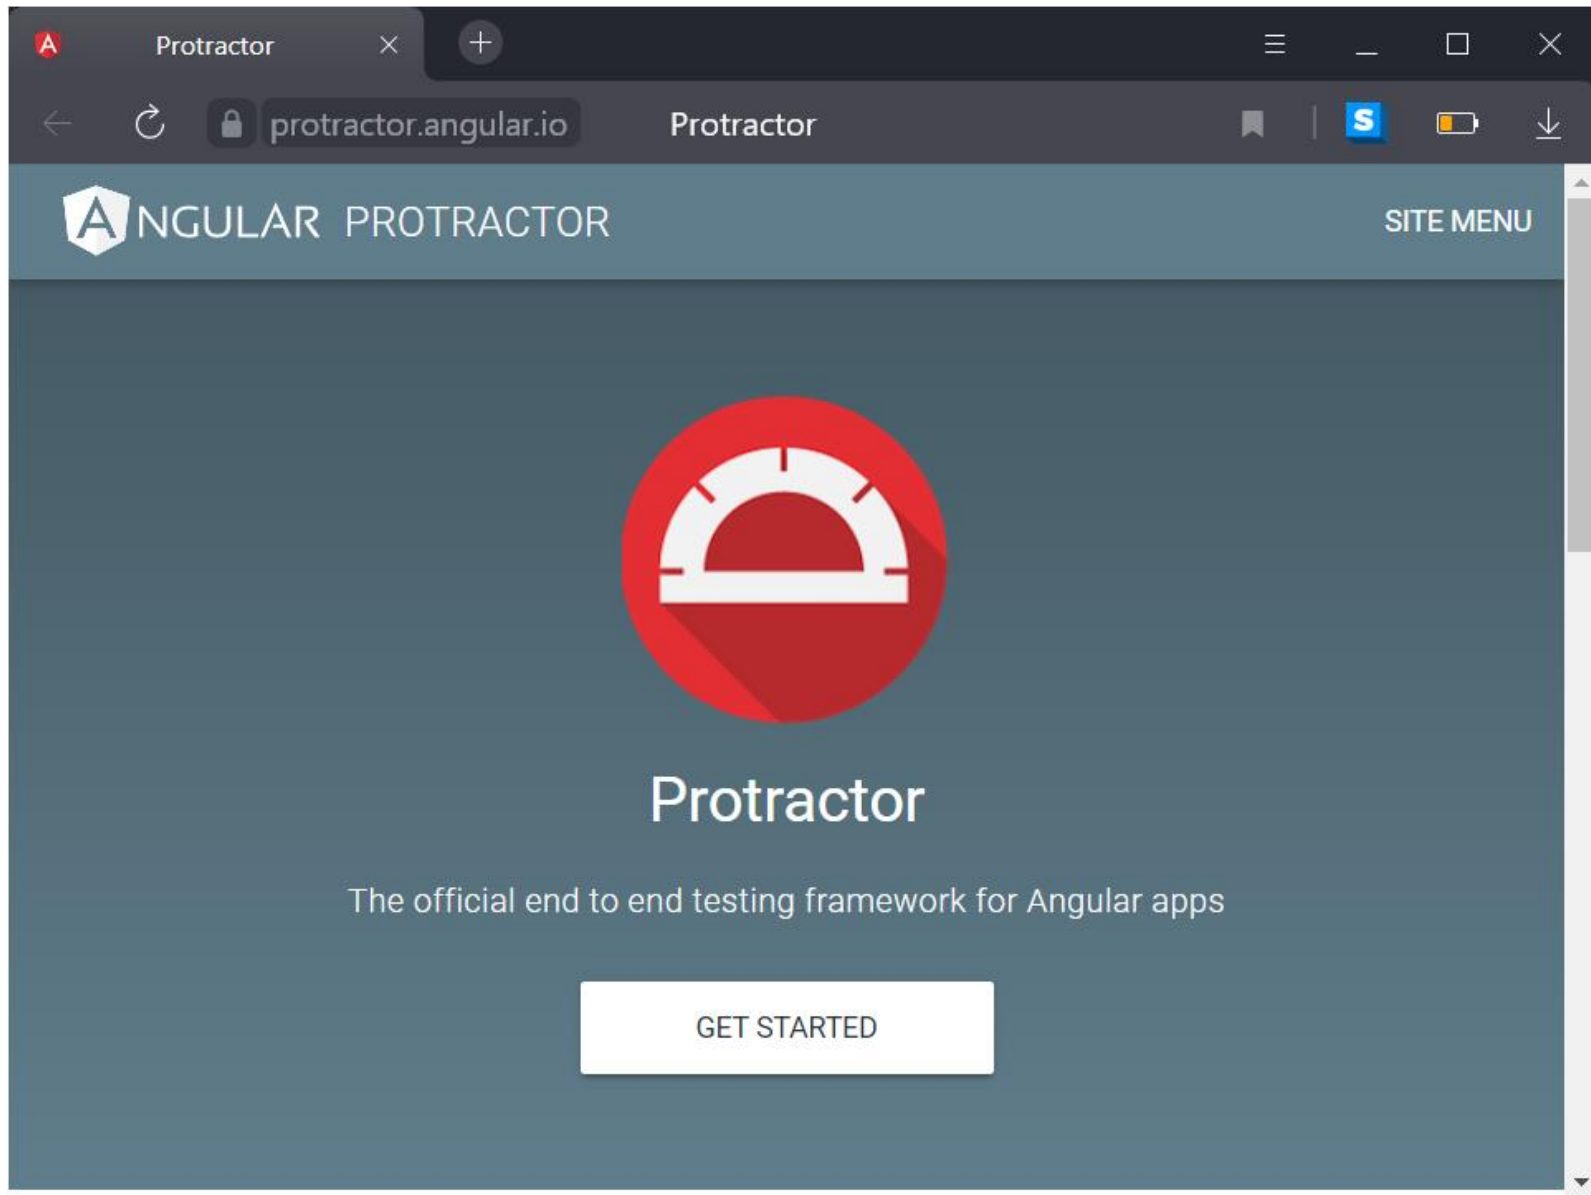 Protractor
protractor.angular.io Protractor
ANGULAR PROTRACTOR
SITE MENU
Protractor
The official end to end testing framework for Angular apps
GET STARTED